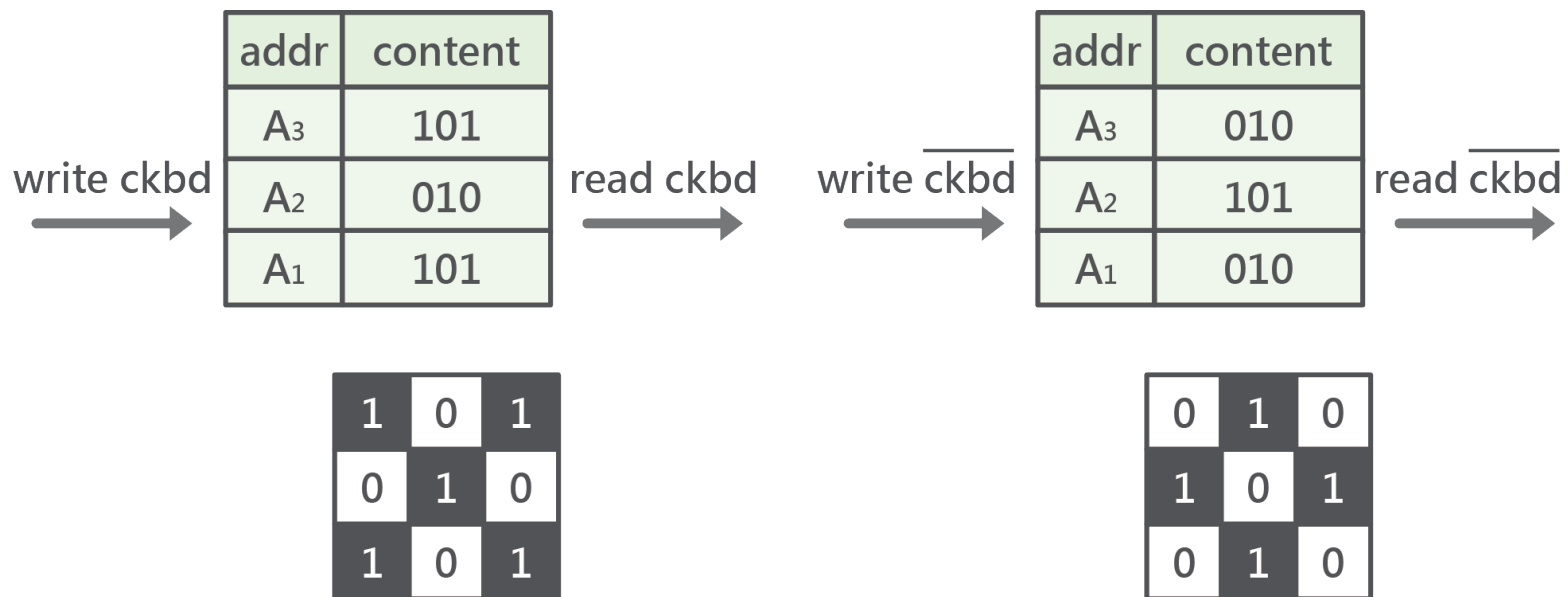 addr content addr content
A3 101 A3 010
write ckbd A2 010 read ckbd write c̅k̅b̅d̅ A2 101 read c̅k̅b̅d̅
A1 101 A1 010
1 0 1 0 1 0
0 1 0 1 0 1
1 0 1 0 1 0